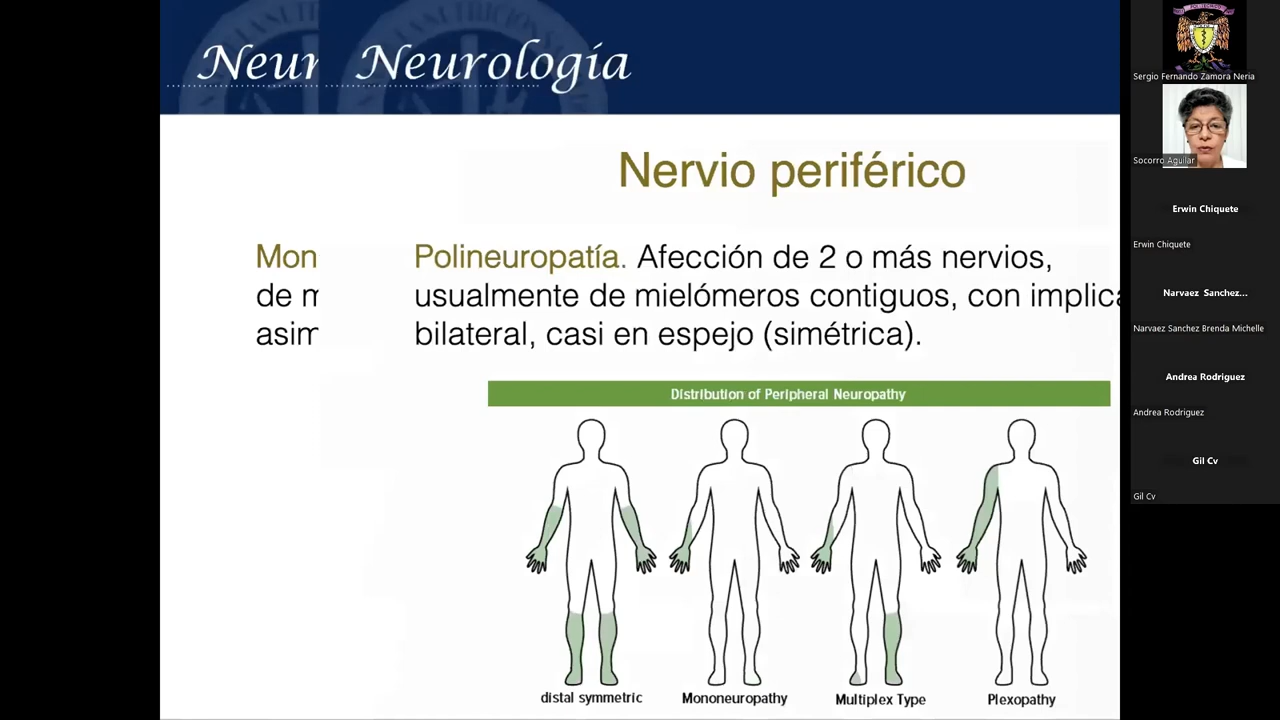 Neur
Neurología
Nervio periférico
Mon
de m
asim
Polineuropatía. Afección de 2 o más nervios,
usualmente de mielómeros contiguos, con implica
bilateral, casi en espejo (simétrica).
Distribution of Peripheral Neuropathy
distal symmetric
Mononeuropathy
Multiplex Type
Plexopathy
Sergio Fernando Zamora Neria
Socorro Aguilar
Erwin Chiquete
Erwin Chiquete
Narvaez Sanchez...
Narvaez Sanchez Brenda Michelle
Andrea Rodriguez
Andrea Rodriguez
Gil Cv
Gil Cv